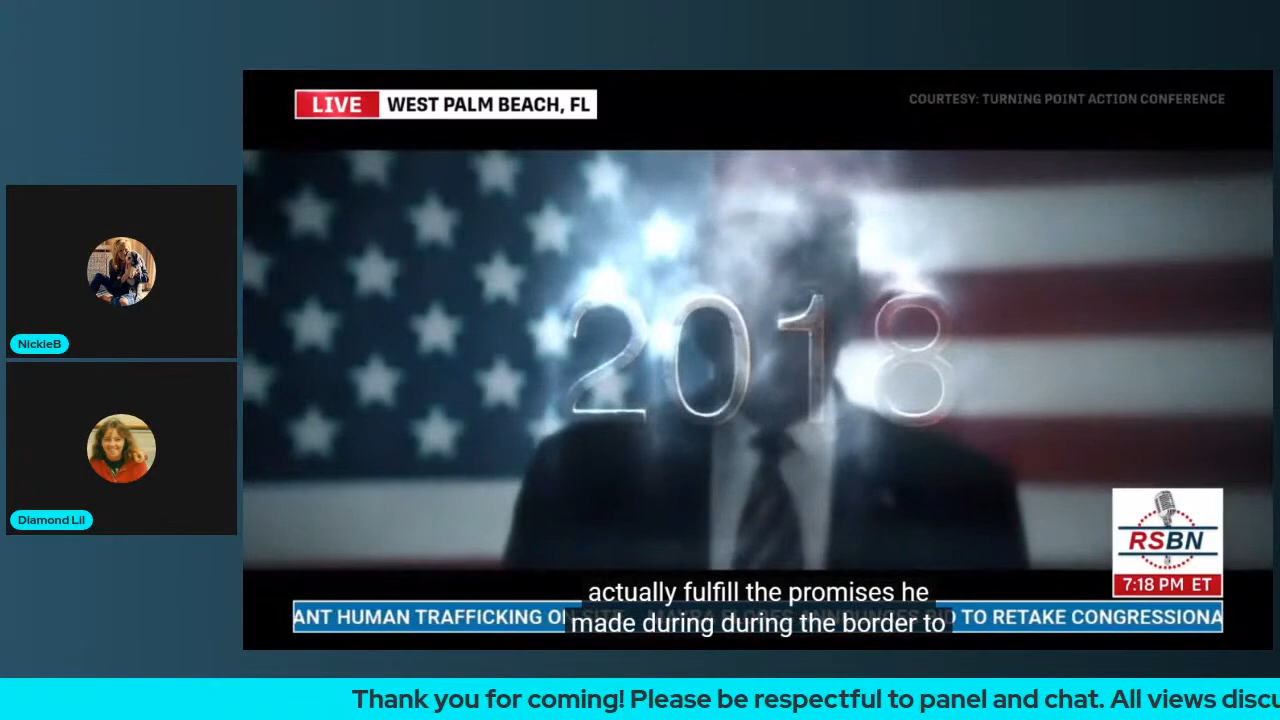 LIVE WEST PALM BEACH, FL
COURTESY: TURNING POINT ACTION CONFERENCE
2018
NickieB
Diamond Lil
RSBN
7:18 PM ET
actually fulfill the promises he
made during during the border to
ANT HUMAN TRAFFICKING TO RETAKE CONGRESSIONA
Thank you for coming! Please be respectful to panel and chat. All views discu